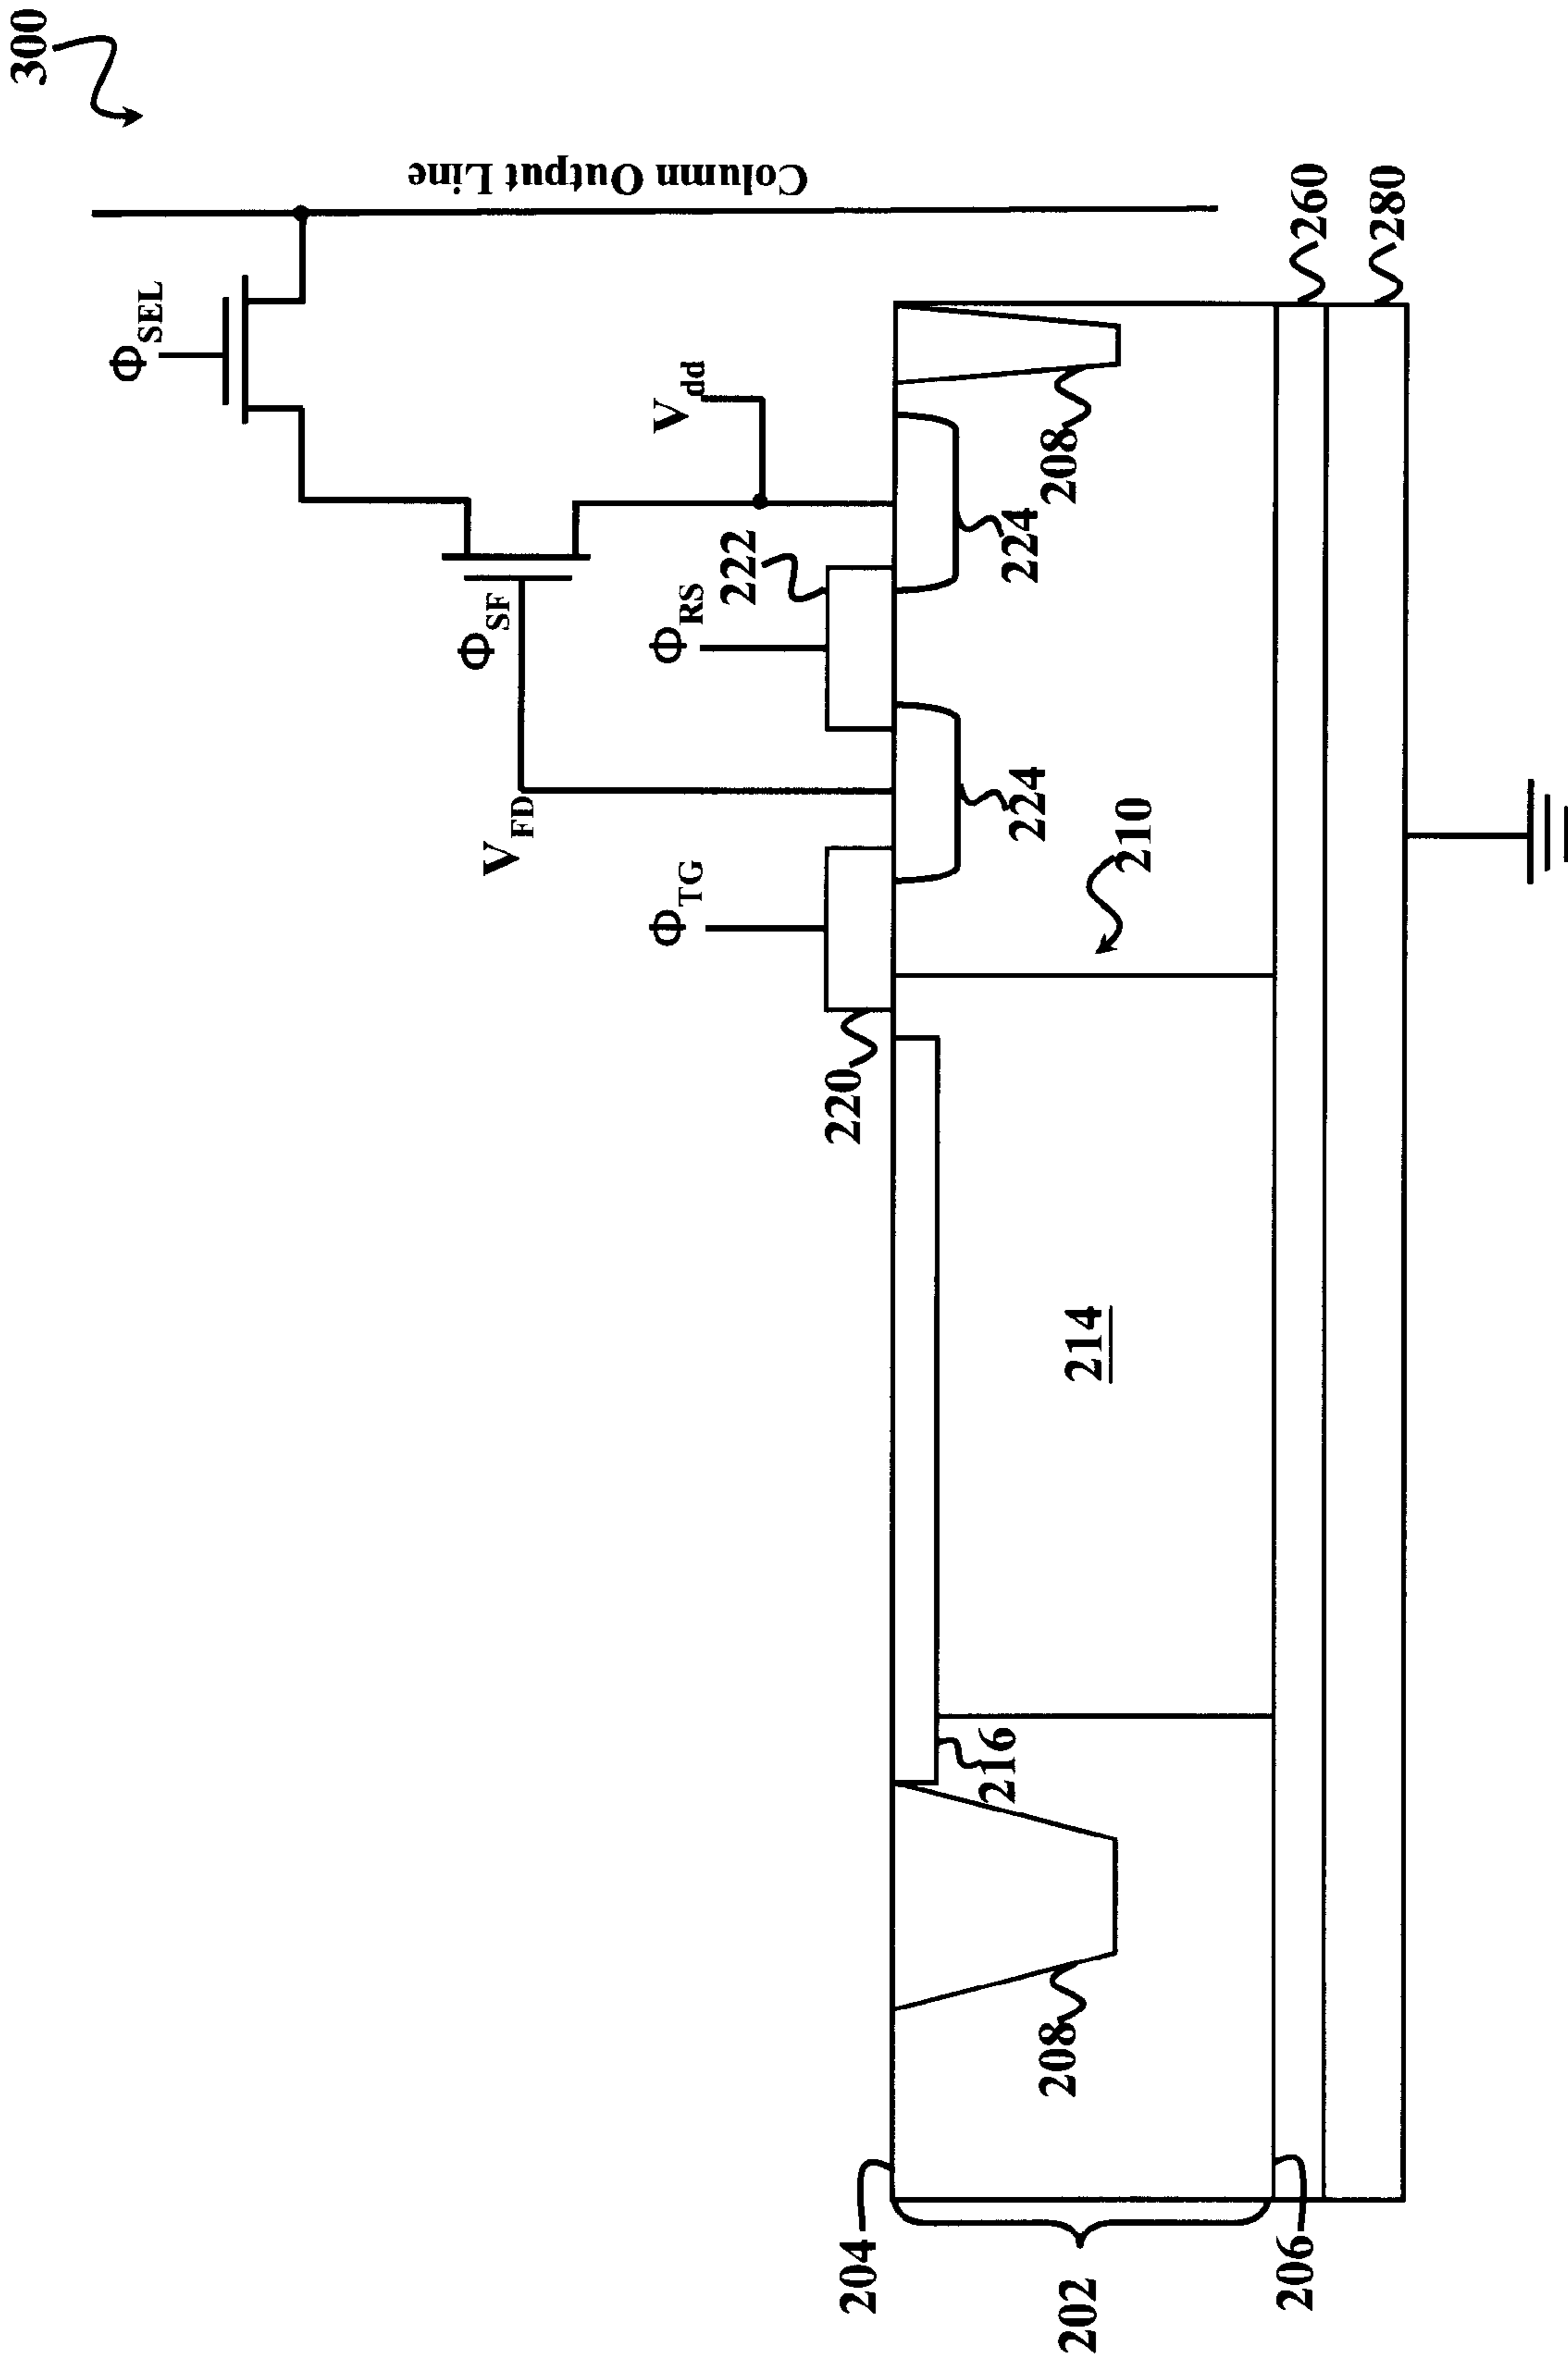 300
Column Output Line
ΦSEL
Vdd
ΦSF
222
ΦRS
VFD
ΦTG
220
208
224
224
210
260
280
214
216
208
204
202
206